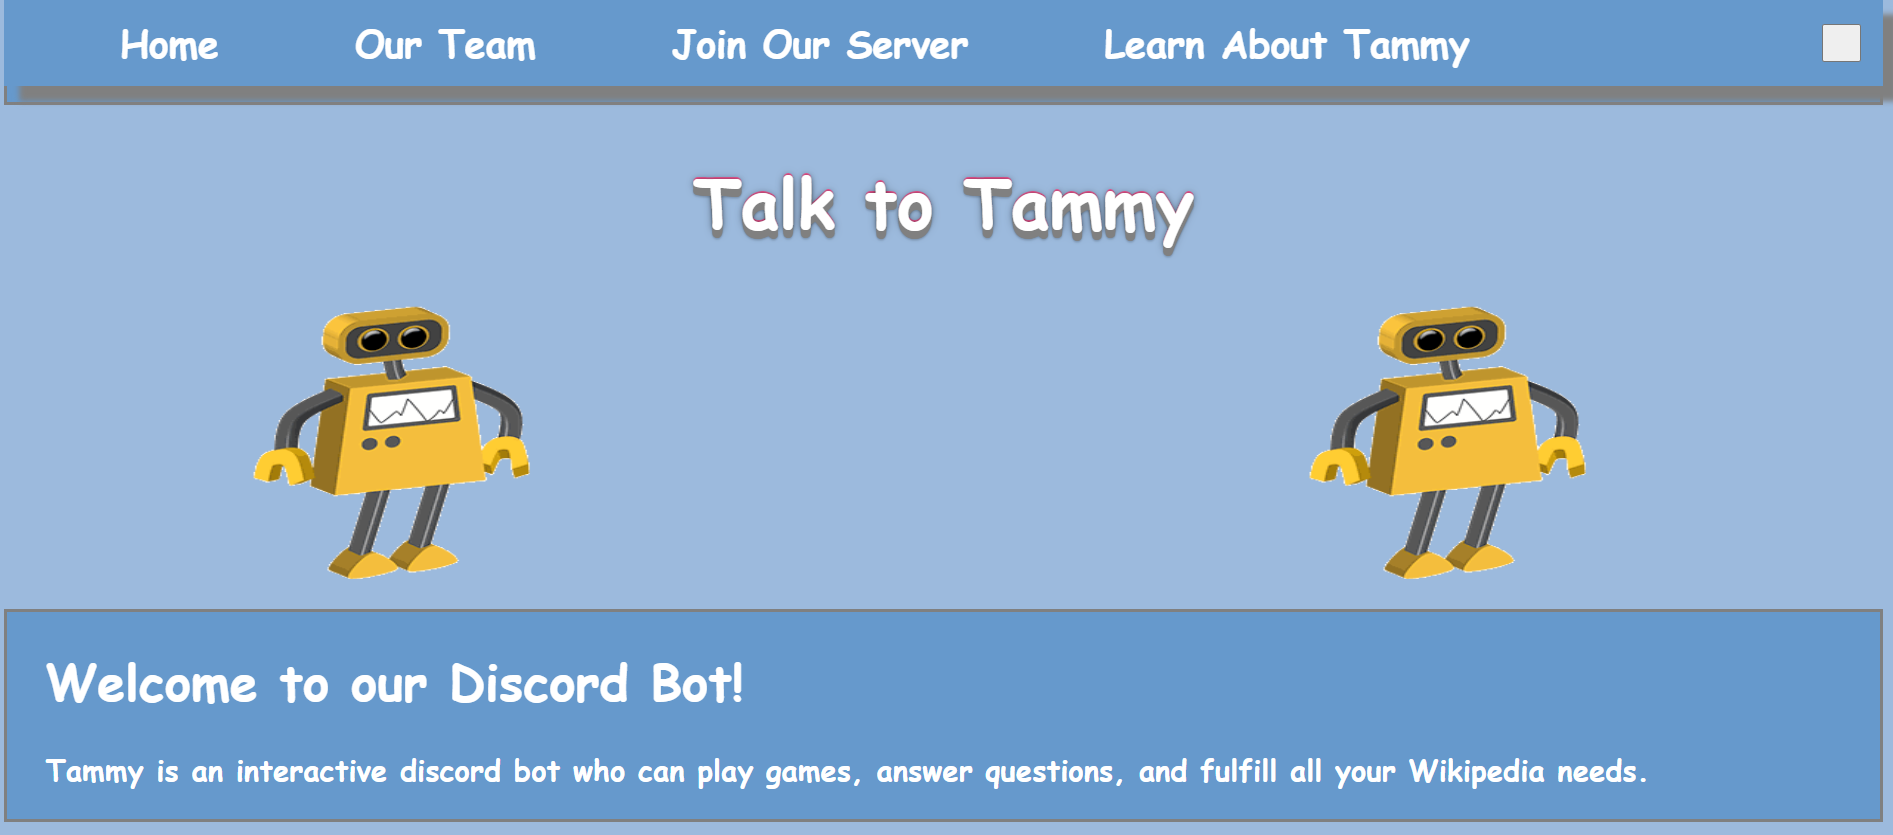 Home Our Team Join Our Server Learn About Tammy
Talk to Tammy
Welcome to our Discord Bot!
Tammy is an interactive discord bot who can play games, answer questions, and fulfill all your Wikipedia needs.